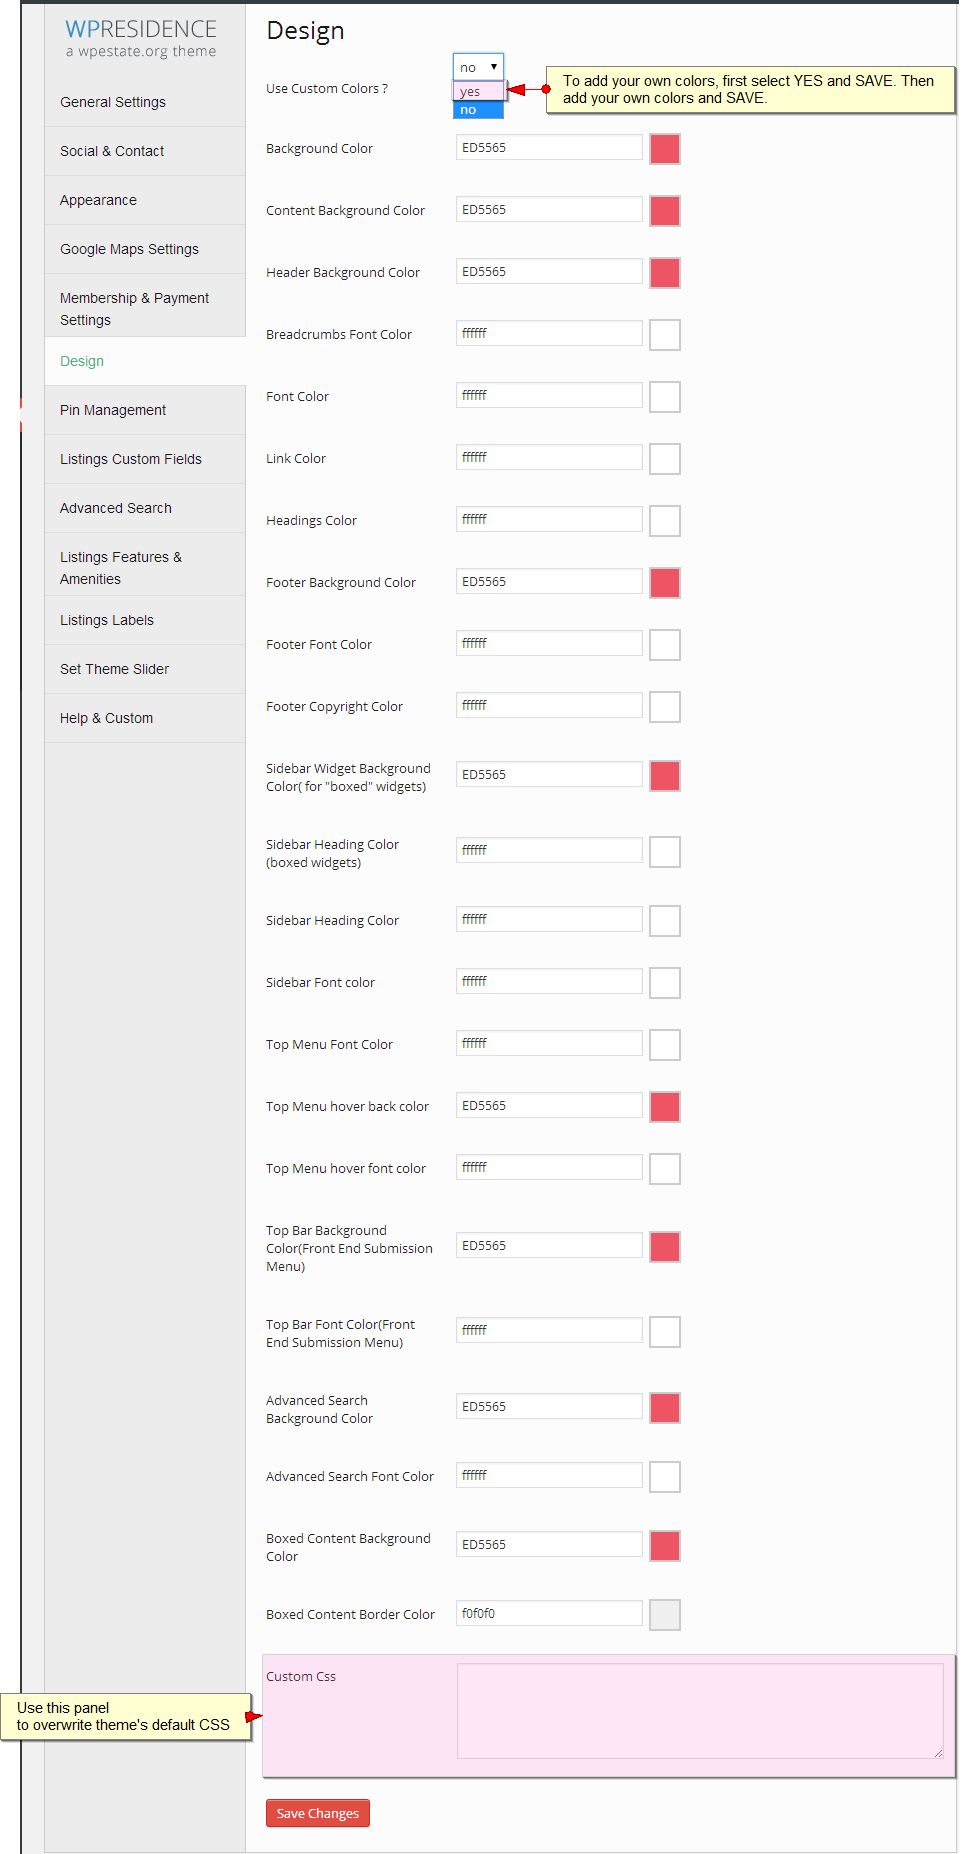 WPRESIDENCE
a wpestate.org theme
General Settings
Social & Contact
Appearance
Google Maps Settings
Membership & Payment
Settings
Design
Pin Management
Listings Custom Fields
Advanced Search
Listings Features &
Amenities
Listings Labels
Set Theme Slider
Help & Custom
Design
Use Custom Colors ?
no
yes
no
To add your own colors, first select YES and SAVE. Then
add your own colors and SAVE.
Background Color
ED5565
Content Background Color
ED5565
Header Background Color
ED5565
Breadcrumbs Font Color
ffffff
Font Color
ffffff
Link Color
ffffff
Headings Color
ffffff
Footer Background Color
ED5565
Footer Font Color
ffffff
Footer Copyright Color
ffffff
Sidebar Widget Background
Color( for "boxed" widgets)
ED5565
Sidebar Heading Color
(boxed widgets)
ffffff
Sidebar Heading Color
ffffff
Sidebar Font color
ffffff
Top Menu Font Color
ffffff
Top Menu hover back color
ED5565
Top Menu hover font color
ffffff
Top Bar Background
Color(Front End Submission
Menu)
ED5565
Top Bar Font Color(Front
End Submission Menu)
ffffff
Advanced Search
Background Color
ED5565
Advanced Search Font Color
ffffff
Boxed Content Background
Color
ED5565
Boxed Content Border Color
f0f0f0
Custom Css
Use this panel
to overwrite theme's default CSS
Save Changes